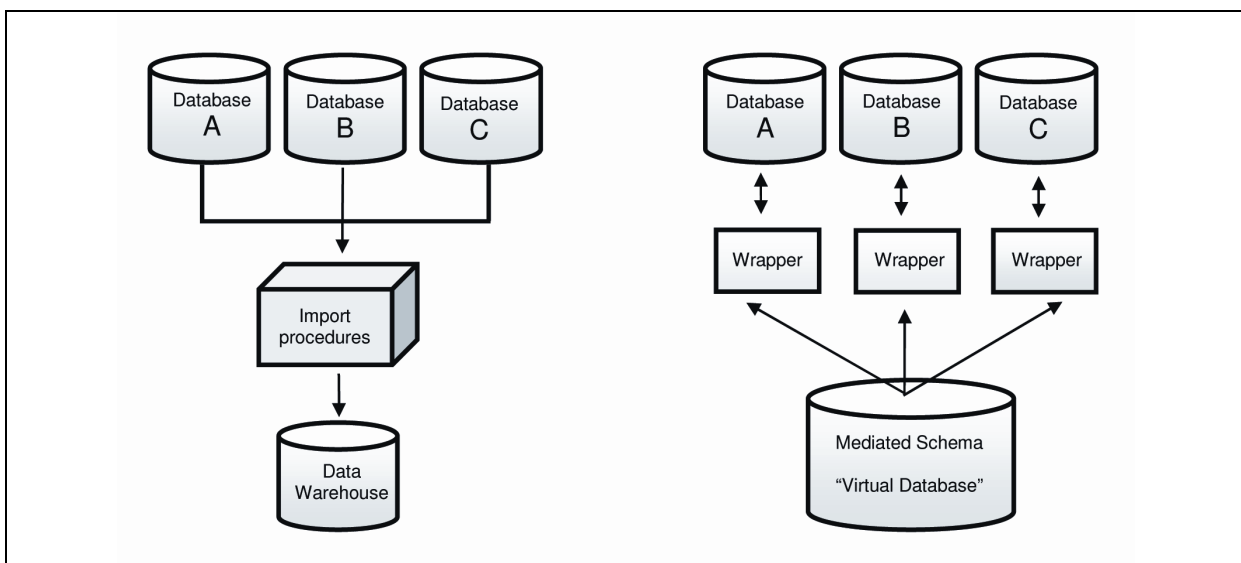 Database
A
Database
B
Database
C
Import
procedures
Data
Warehouse
Database
A
Database
B
Database
C
Wrapper
Wrapper
Wrapper
Mediated Schema
“Virtual Database”